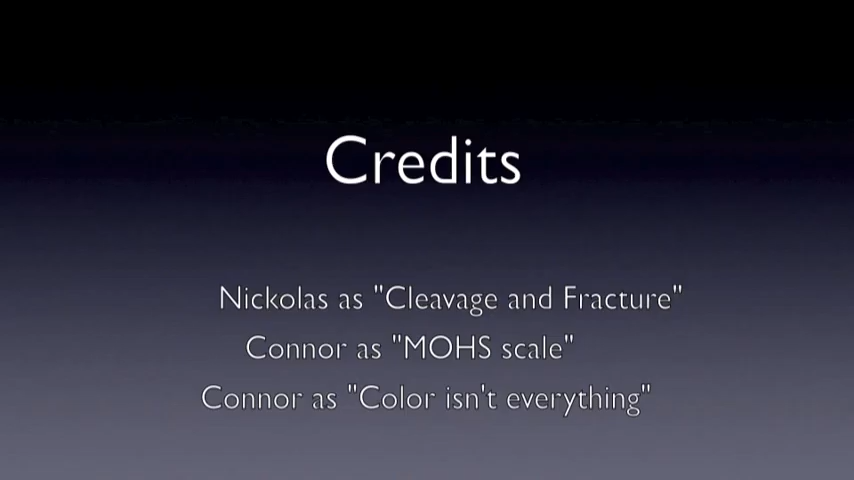 Credits
Nickolas as "Cleavage and Fracture"
Connor as "MOHS scale"
Connor as "Color isn't everything"